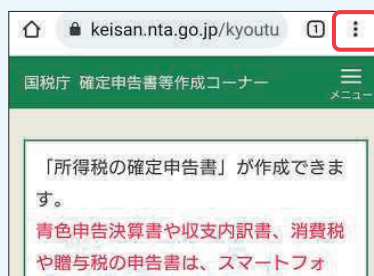 keisan.nta.go.jp/kyoutu 1
国税庁 確定申告書等作成コーナー
メニュー
「所得税の確定申告書」が作成できま
す。
青色申告決算書や収支内訳書、消費税
や贈与税の申告書は、スマートフォ